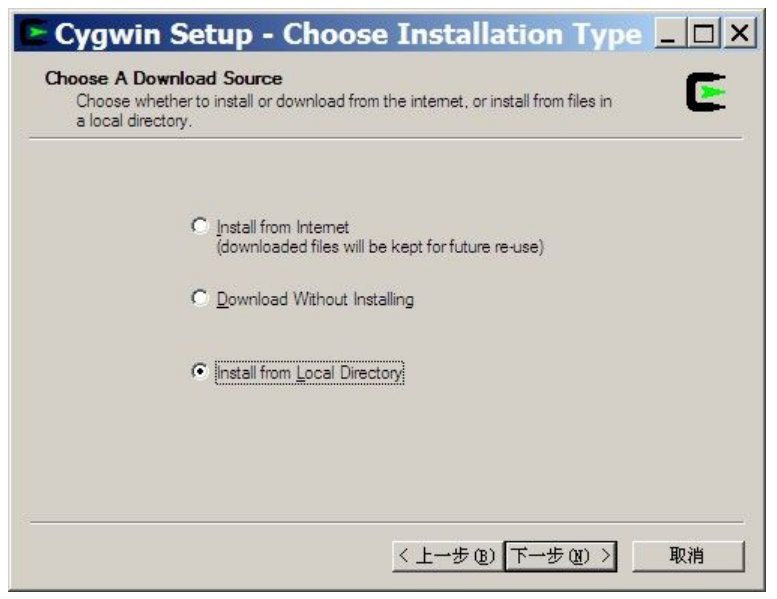 Cygwin Setup - Choose Installation Type
Choose A Download Source
Choose whether to install or download from the internet, or install from files in
a local directory.
Install from Internet
(downloaded files will be kept for future re-use)
Download Without Installing
Install from Local Directory
< 上一步(B) 下一步(N) > 取消